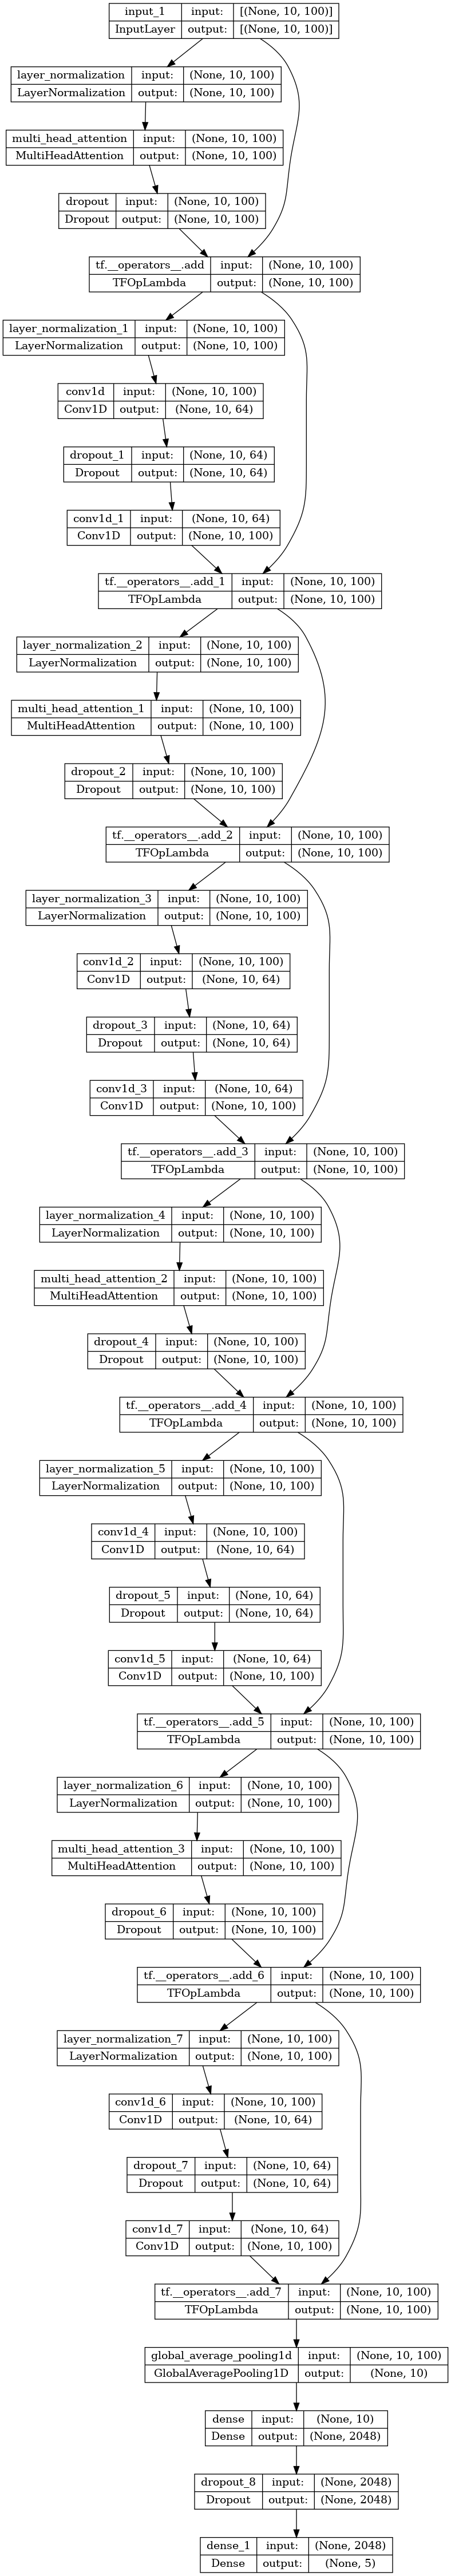 input_1 input: [(None, 10, 100)]
InputLayer output: [(None, 10, 100)]
layer_normalization input: (None, 10, 100)
LayerNormalization output: (None, 10, 100)
multi_head_attention input: (None, 10, 100)
MultiHeadAttention output: (None, 10, 100)
dropout input: (None, 10, 100)
Dropout output: (None, 10, 100)
tf.__operators__.add input: (None, 10, 100)
TFOpLambda output: (None, 10, 100)
layer_normalization_1 input: (None, 10, 100)
LayerNormalization output: (None, 10, 100)
conv1d input: (None, 10, 100)
Conv1D output: (None, 10, 64)
dropout_1 input: (None, 10, 64)
Dropout output: (None, 10, 64)
conv1d_1 input: (None, 10, 64)
Conv1D output: (None, 10, 100)
tf.__operators__.add_1 input: (None, 10, 100)
TFOpLambda output: (None, 10, 100)
layer_normalization_2 input: (None, 10, 100)
LayerNormalization output: (None, 10, 100)
multi_head_attention_1 input: (None, 10, 100)
MultiHeadAttention output: (None, 10, 100)
dropout_2 input: (None, 10, 100)
Dropout output: (None, 10, 100)
tf.__operators__.add_2 input: (None, 10, 100)
TFOpLambda output: (None, 10, 100)
layer_normalization_3 input: (None, 10, 100)
LayerNormalization output: (None, 10, 100)
conv1d_2 input: (None, 10, 100)
Conv1D output: (None, 10, 64)
dropout_3 input: (None, 10, 64)
Dropout output: (None, 10, 64)
conv1d_3 input: (None, 10, 64)
Conv1D output: (None, 10, 100)
tf.__operators__.add_3 input: (None, 10, 100)
TFOpLambda output: (None, 10, 100)
layer_normalization_4 input: (None, 10, 100)
LayerNormalization output: (None, 10, 100)
multi_head_attention_2 input: (None, 10, 100)
MultiHeadAttention output: (None, 10, 100)
dropout_4 input: (None, 10, 100)
Dropout output: (None, 10, 100)
tf.__operators__.add_4 input: (None, 10, 100)
TFOpLambda output: (None, 10, 100)
layer_normalization_5 input: (None, 10, 100)
LayerNormalization output: (None, 10, 100)
conv1d_4 input: (None, 10, 100)
Conv1D output: (None, 10, 64)
dropout_5 input: (None, 10, 64)
Dropout output: (None, 10, 64)
conv1d_5 input: (None, 10, 64)
Conv1D output: (None, 10, 100)
tf.__operators__.add_5 input: (None, 10, 100)
TFOpLambda output: (None, 10, 100)
layer_normalization_6 input: (None, 10, 100)
LayerNormalization output: (None, 10, 100)
multi_head_attention_3 input: (None, 10, 100)
MultiHeadAttention output: (None, 10, 100)
dropout_6 input: (None, 10, 100)
Dropout output: (None, 10, 100)
tf.__operators__.add_6 input: (None, 10, 100)
TFOpLambda output: (None, 10, 100)
layer_normalization_7 input: (None, 10, 100)
LayerNormalization output: (None, 10, 100)
conv1d_6 input: (None, 10, 100)
Conv1D output: (None, 10, 64)
dropout_7 input: (None, 10, 64)
Dropout output: (None, 10, 64)
conv1d_7 input: (None, 10, 64)
Conv1D output: (None, 10, 100)
tf.__operators__.add_7 input: (None, 10, 100)
TFOpLambda output: (None, 10, 100)
global_average_pooling1d input: (None, 10, 100)
GlobalAveragePooling1D output: (None, 10)
dense input: (None, 10)
Dense output: (None, 2048)
dropout_8 input: (None, 2048)
Dropout output: (None, 2048)
dense_1 input: (None, 2048)
Dense output: (None, 5)